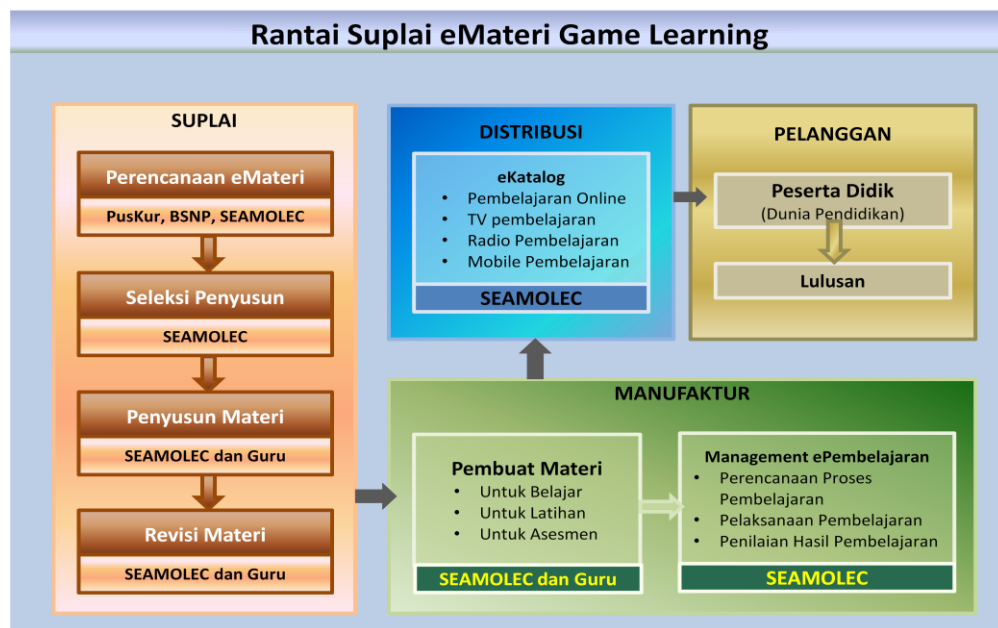 Rantai Suplai eMateri Game Learning
SUPLAI
Perencanaan eMateri
PusKur, BSNP, SEAMOLEC
Seleksi Penyusun
SEAMOLEC
Penyusun Materi
SEAMOLEC dan Guru
Revisi Materi
SEAMOLEC dan Guru
DISTRIBUSI
eKatalog
• Pembelajaran Online
• TV pembelajaran
• Radio Pembelajaran
• Mobile Pembelajaran
SEAMOLEC
PELANGGAN
Peserta Didik
(Dunia Pendidikan)
Lulusan
MANUFAKTUR
Pembuat Materi
• Untuk Belajar
• Untuk Latihan
• Untuk Asesmen
SEAMOLEC dan Guru
Management ePembelajaran
• Perencanaan Proses
Pembelajaran
• Pelaksanaan Pembelajaran
• Penilaian Hasil Pembelajaran
SEAMOLEC